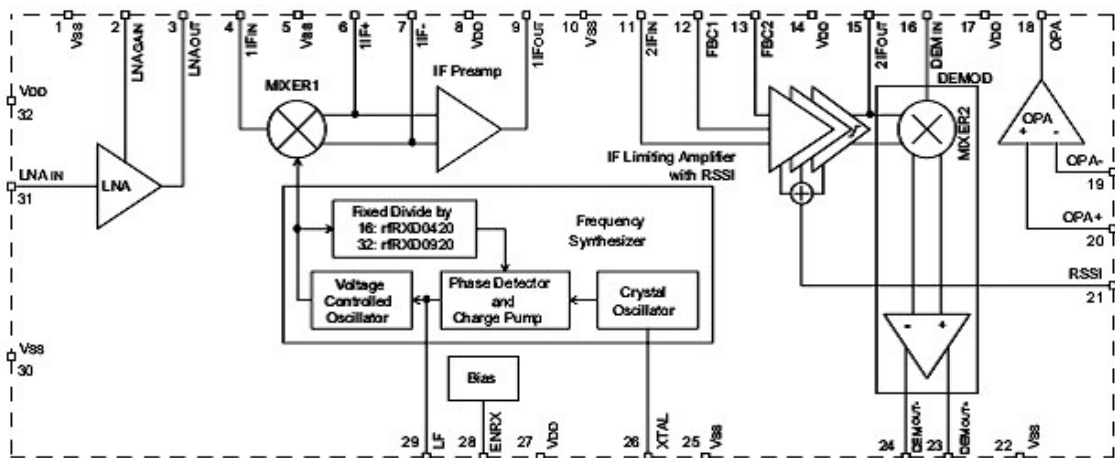 1 2 3 4 5 6 7 8 9 10 11 12 13 14 15 16 17 18
VSS
LNAGAIN
LNAOUT
1IFIN
VSS
1IF+
1IF-
VDD
1IFOUT
VSS
2IFIN
FBC1
FBC2
VDD
2IFOUT
DEMIN
VDD
OPA
IF Preamp
MIXER1
DEMOD
VDD
32
OPA
+ -
MIXER2
IF Limiting Amplifier
with RSSI
OPA-
19
LNAIN
31
LNA
Fixed Divide by
16: rfRXD0420
32: rfRXD0920
Frequency
Synthesizer
OPA+
20
RSSI
21
Voltage
Controlled
Oscillator
Phase Detector
and
Charge Pump
Crystal
Oscillator
- +
VSS
30
Bias
29
LF
28
ENRX
27
VDD
26
XTAL
25
VSS
24
DEMOUT-
23
DEMOUT+
22
VSS